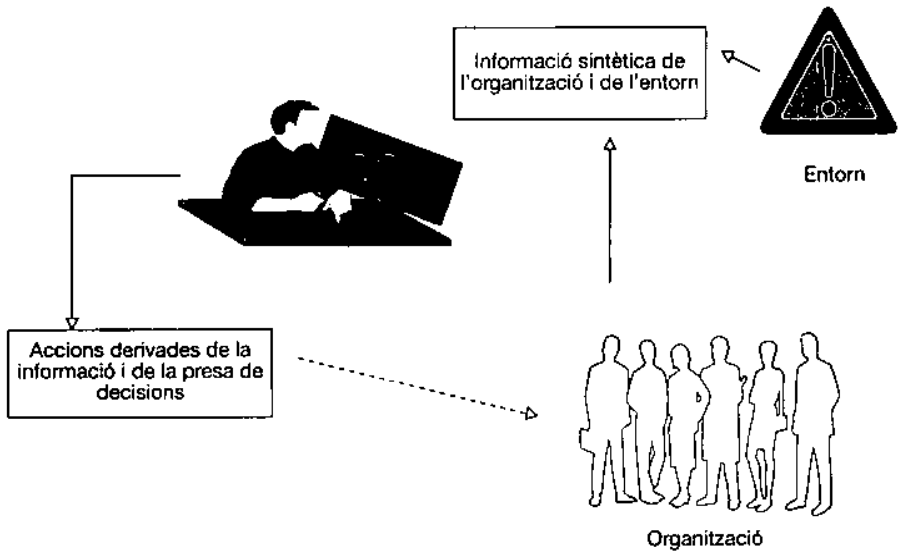 Informació sintètica de
l'organització i de l'entorn
Entorn
Accions derivades de la
informació i de la presa de
decisions
Organització